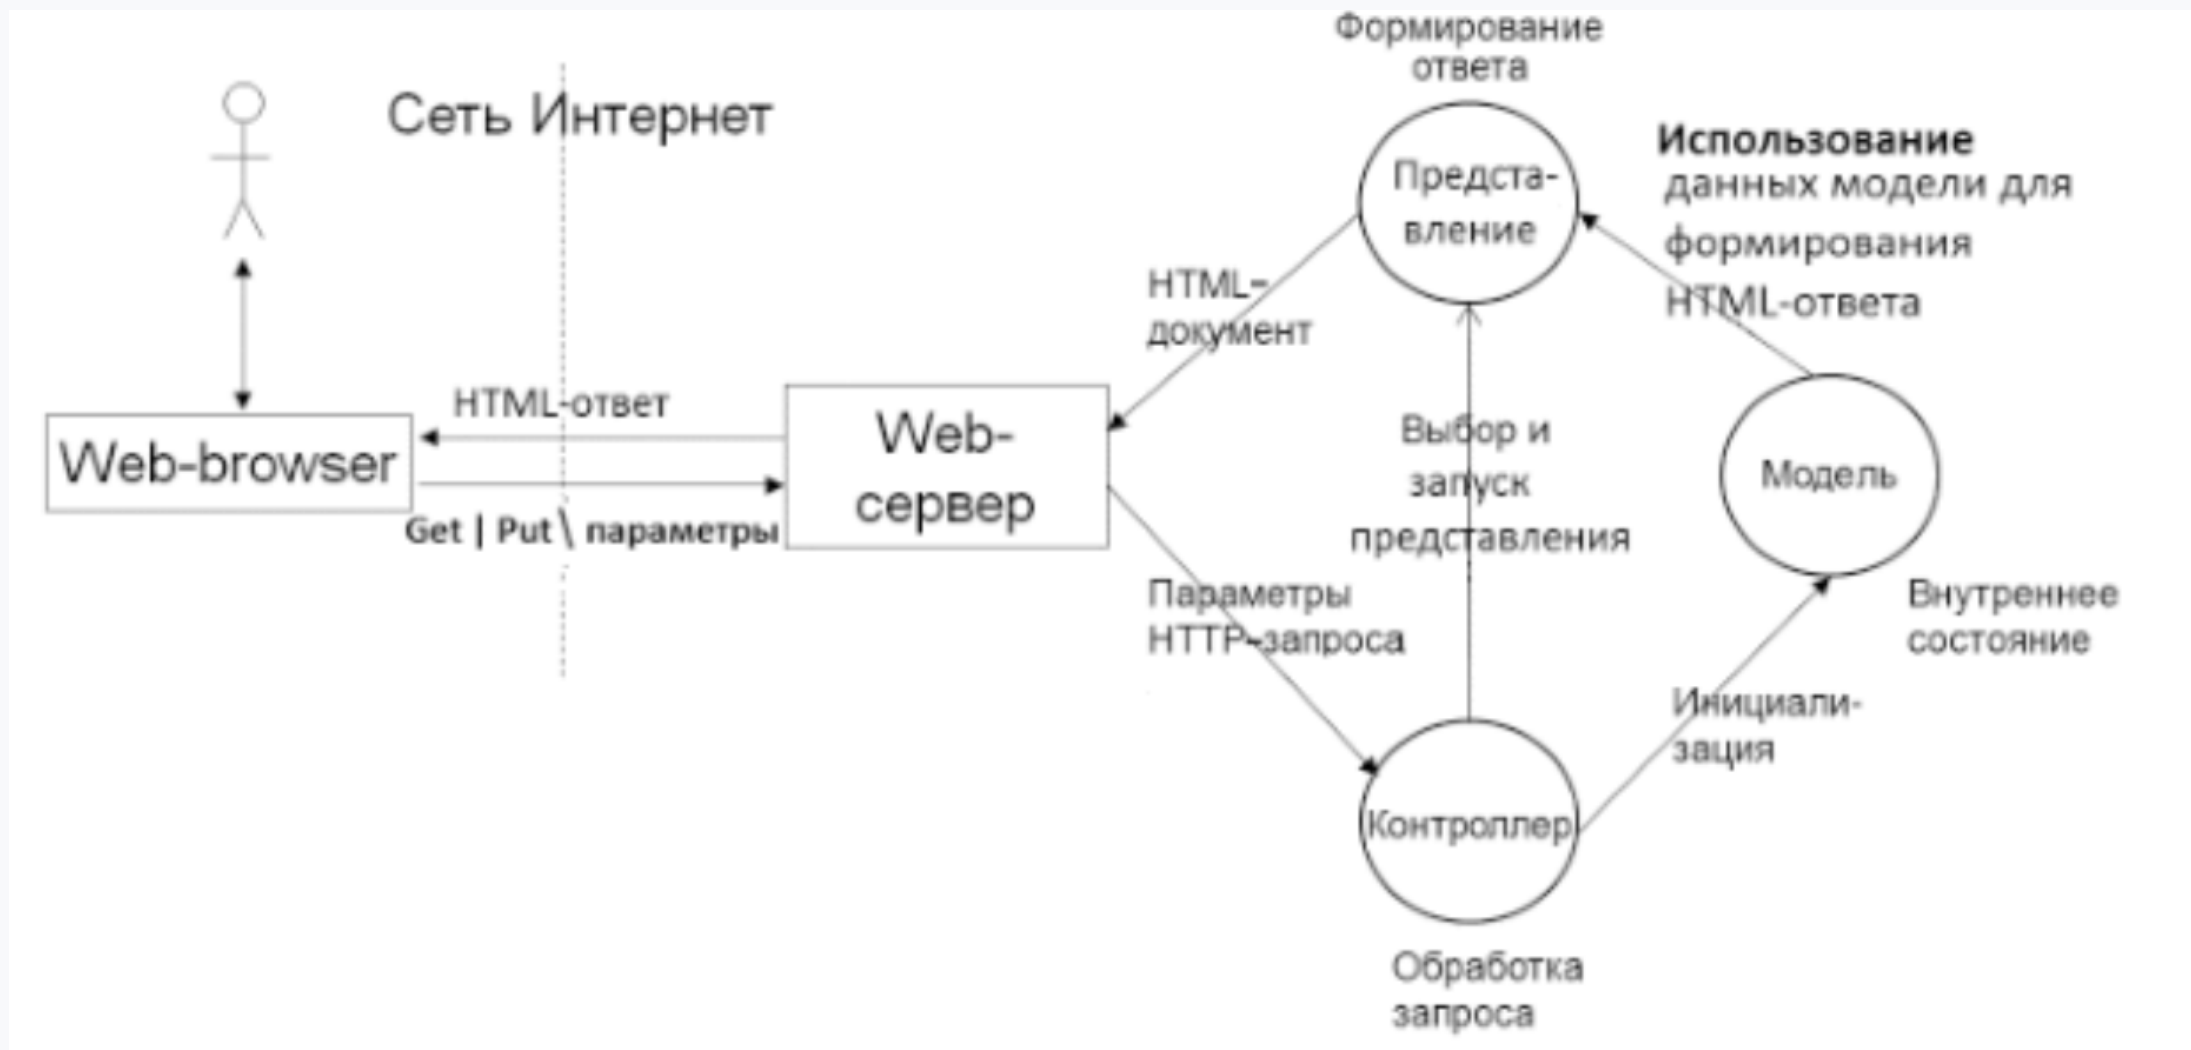 Формирование
ответа
Сеть Интернет
Предста-
вление
Использование
данных модели для
формирования
HTML-ответа
HTML-
документ
HTML-ответ
Web-browser
Get | Put \ параметры
Web-
сервер
Выбор и
запуск
представления
Модель
Внутреннее
состояние
Параметры
HTTP-запроса
Инициали-
зация
Контроллер
Обработка
запроса